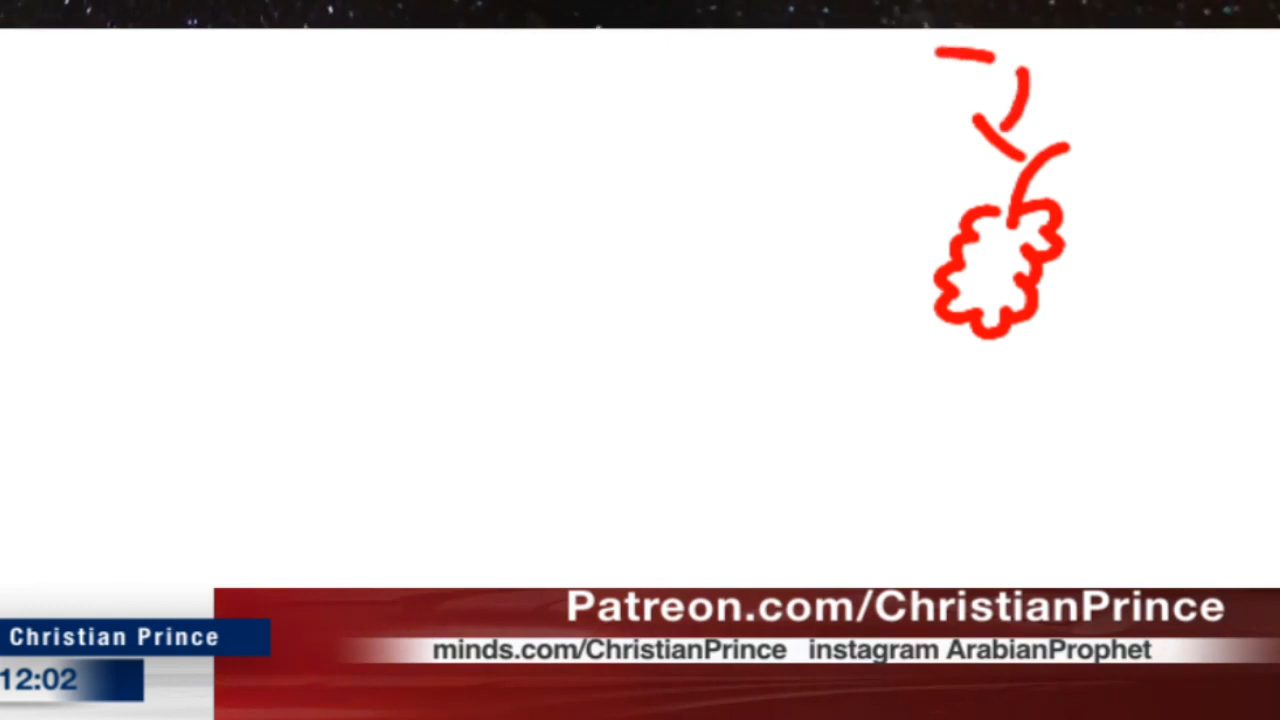 Patreon.com/ChristianPrince
Christian Prince
minds.com/ChristianPrince instagram ArabianProphet
12:02